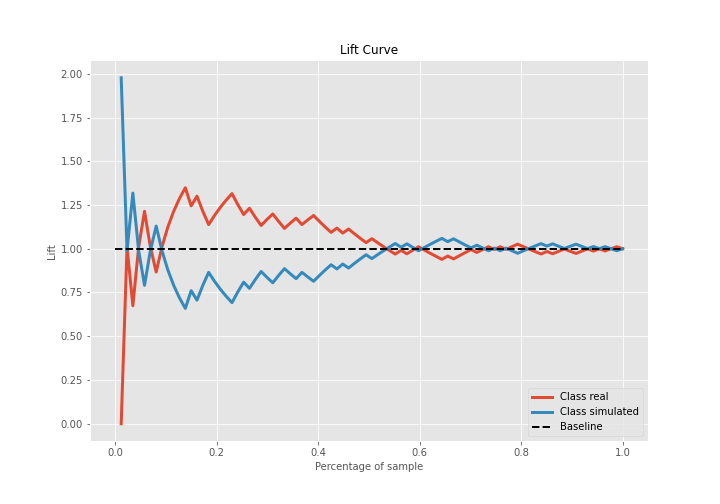 Lift Curve
2.00
1.75
1.50
1.25
1.00
0.75
0.50
0.25
0.00
Lift
0.0 0.2 0.4 0.6 0.8 1.0
Percentage of sample
Class real
Class simulated
Baseline